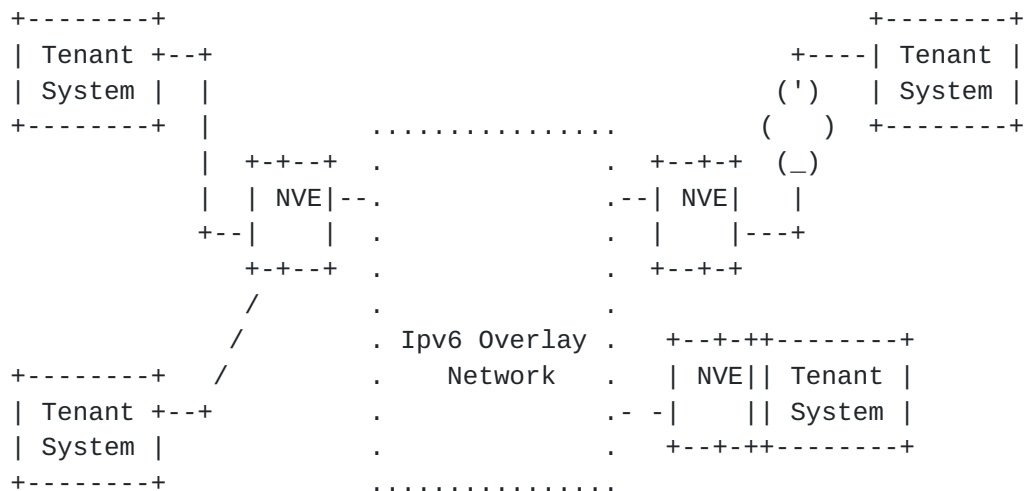 +--------+                                              +--------+
| Tenant +--+                                      +----| Tenant |
| System |  |                                     (')   | System |
+--------+  |          ................         (   )  +--------+
            |  +-+--+  .              .  +--+-+  (_)
            |  | NVE|--.              .--| NVE|   |
            +--|    |  .              .  |    |---+
               +-+--+  .              .  +--+-+
               /       .              .
              /        . Ipv6 Overlay .   +--+-++--------+
+--------+   /         .    Network   .   | NVE|| Tenant |
| Tenant +--+          .              .- -|    || System |
| System |             .              .   +--+-++--------+
+--------+             ................